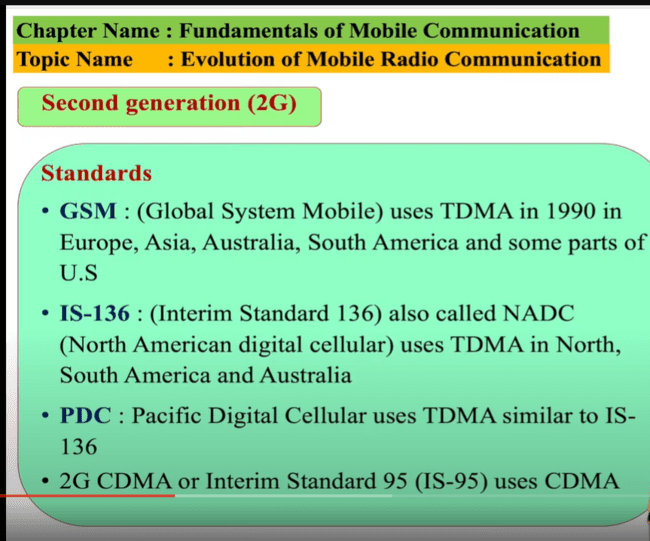 Chapter Name : Fundamentals of Mobile Communication
Topic Name : Evolution of Mobile Radio Communication
Second generation (2G)
Standards
• GSM : (Global System Mobile) uses TDMA in 1990 in
Europe, Asia, Australia, South America and some parts of
U.S
• IS-136 : (Interim Standard 136) also called NADC
(North American digital cellular) uses TDMA in North,
South America and Australia
• PDC : Pacific Digital Cellular uses TDMA similar to IS-
136
• 2G CDMA or Interim Standard 95 (IS-95) uses CDMA